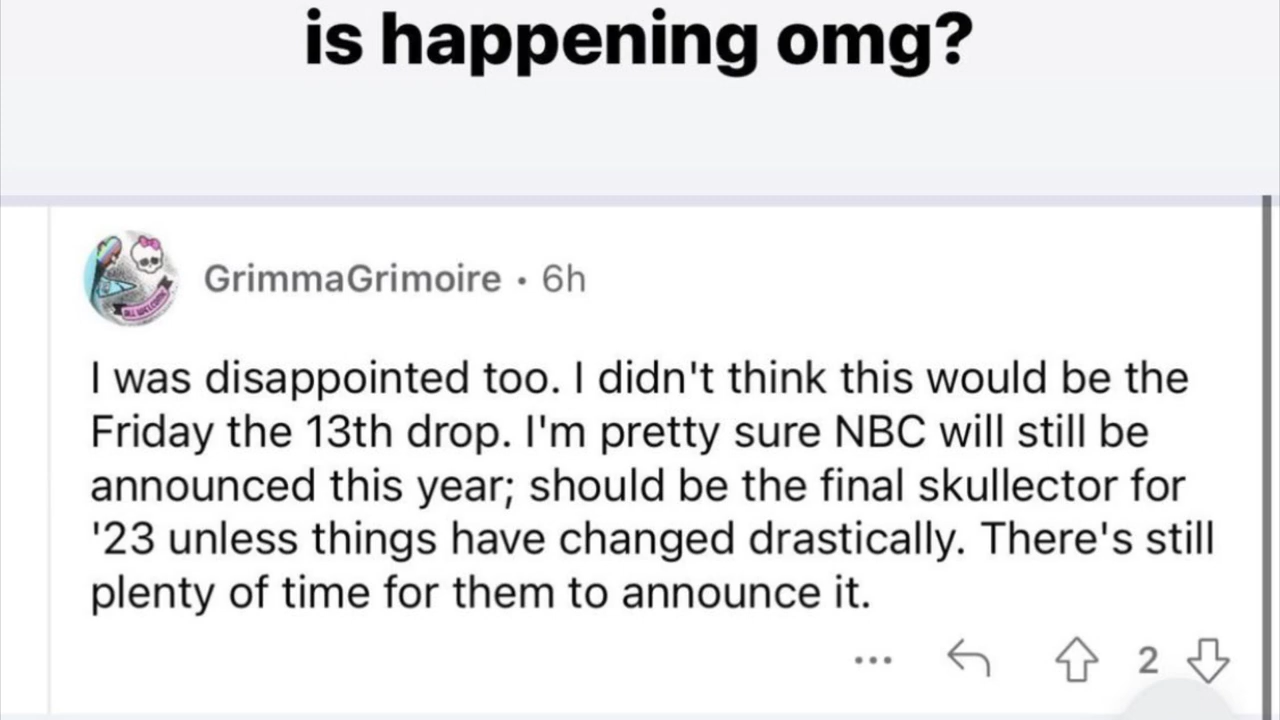 is happening omg?
GrimmaGrimoire • 6h
I was disappointed too. I didn't think this would be the
Friday the 13th drop. I'm pretty sure NBC will still be
announced this year; should be the final skullector for
'23 unless things have changed drastically. There's still
plenty of time for them to announce it.
... 2